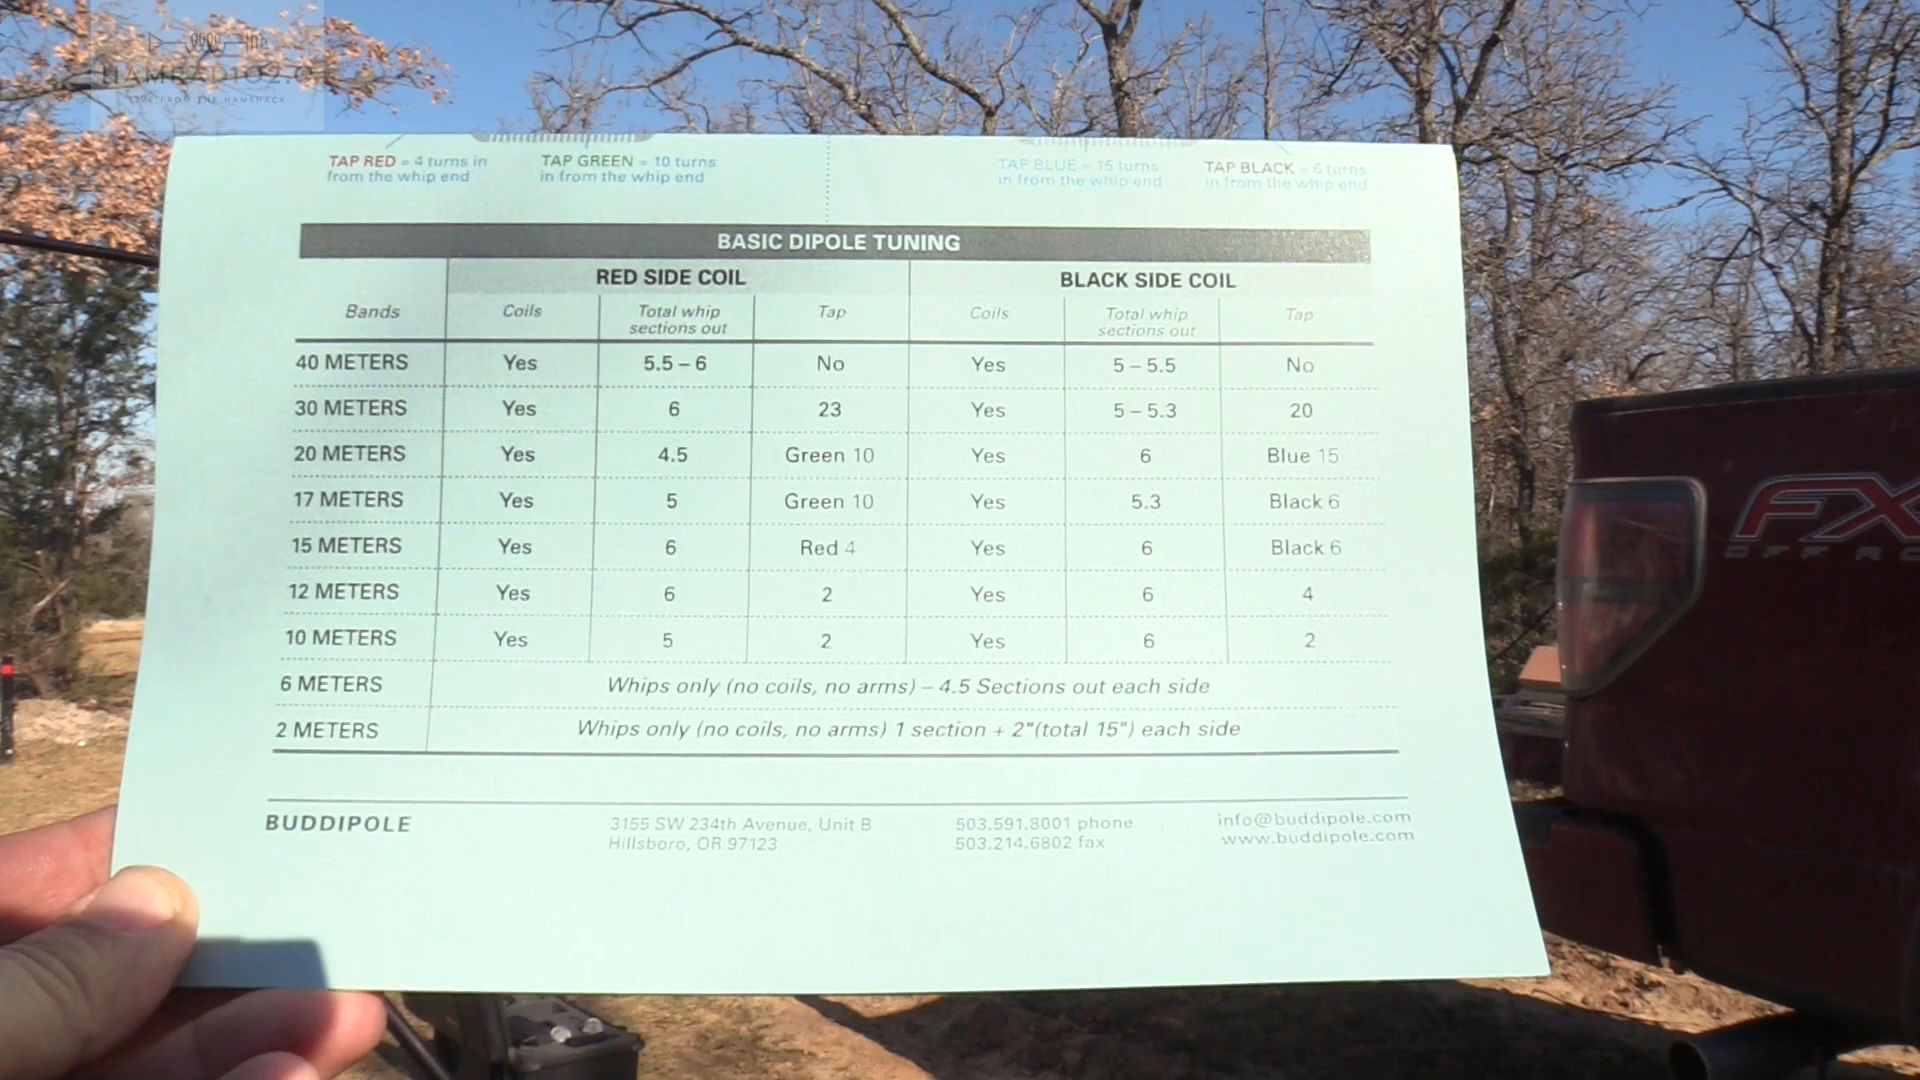 HAMRADIO2.0
LIVE FROM THE HAMSHACK
TAP RED = 4 turns in
from the whip end
TAP GREEN = 10 turns
in from the whip end
TAP BLUE = 15 turns
in from the whip end
TAP BLACK = 6 turns
in from the whip end
BASIC DIPOLE TUNING
RED SIDE COIL BLACK SIDE COIL
Bands Coils Total whip sections out Tap Coils Total whip sections out Tap
40 METERS Yes 5.5 – 6 No Yes 5 – 5.5 No
30 METERS Yes 6 23 Yes 5 – 5.3 20
20 METERS Yes 4.5 Green 10 Yes 6 Blue 15
17 METERS Yes 5 Green 10 Yes 5.3 Black 6
15 METERS Yes 6 Red 4 Yes 6 Black 6
12 METERS Yes 6 2 Yes 6 4
10 METERS Yes 5 2 Yes 6 2
6 METERS Whips only (no coils, no arms) – 4.5 Sections out each side
2 METERS Whips only (no coils, no arms) 1 section + 2"(total 15") each side
BUDDIPOLE
3155 SW 234th Avenue, Unit B
Hillsboro, OR 97123
503.591.8001 phone
503.214.6802 fax
info@buddipole.com
www.buddipole.com
FX